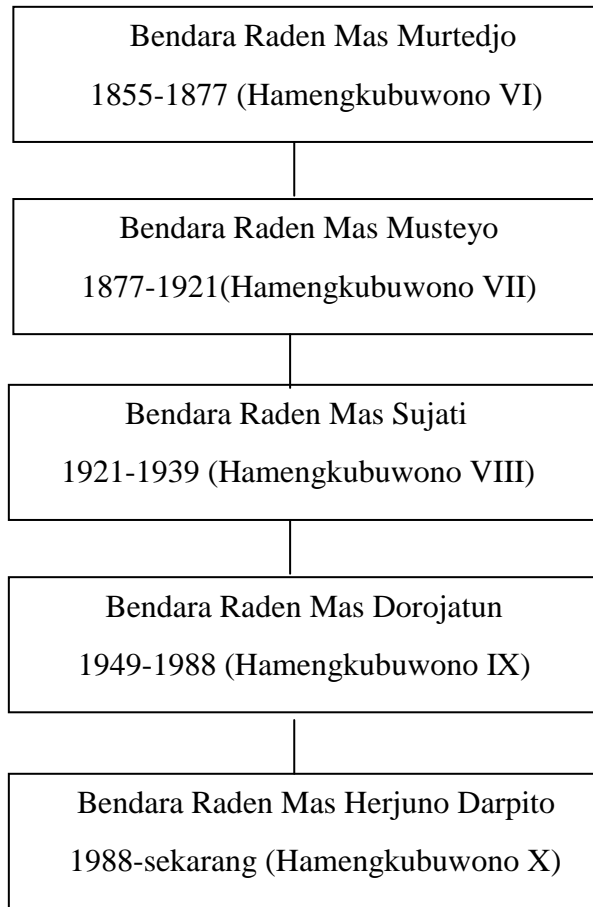 Bendara Raden Mas Murtedjo
1855-1877 (Hamengkubuwono VI)
Bendara Raden Mas Musteyo
1877-1921(Hamengkubuwono VII)
Bendara Raden Mas Sujati
1921-1939 (Hamengkubuwono VIII)
Bendara Raden Mas Dorojatun
1949-1988 (Hamengkubuwono IX)
Bendara Raden Mas Herjuno Darpito
1988-sekarang (Hamengkubuwono X)